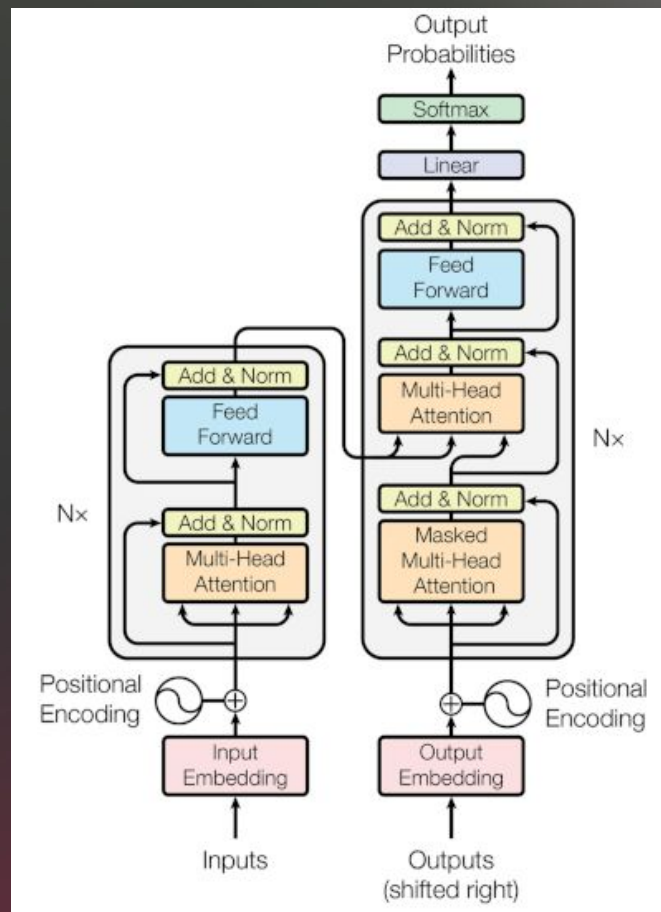 Output
Probabilities
Softmax
Linear
Add & Norm
Feed
Forward
Add & Norm
Multi-Head
Attention
Add & Norm
Masked
Multi-Head
Attention
Nx
Add & Norm
Feed
Forward
Add & Norm
Multi-Head
Attention
Nx
Positional
Encoding
Input
Embedding
Inputs
Positional
Encoding
Output
Embedding
Outputs
(shifted right)